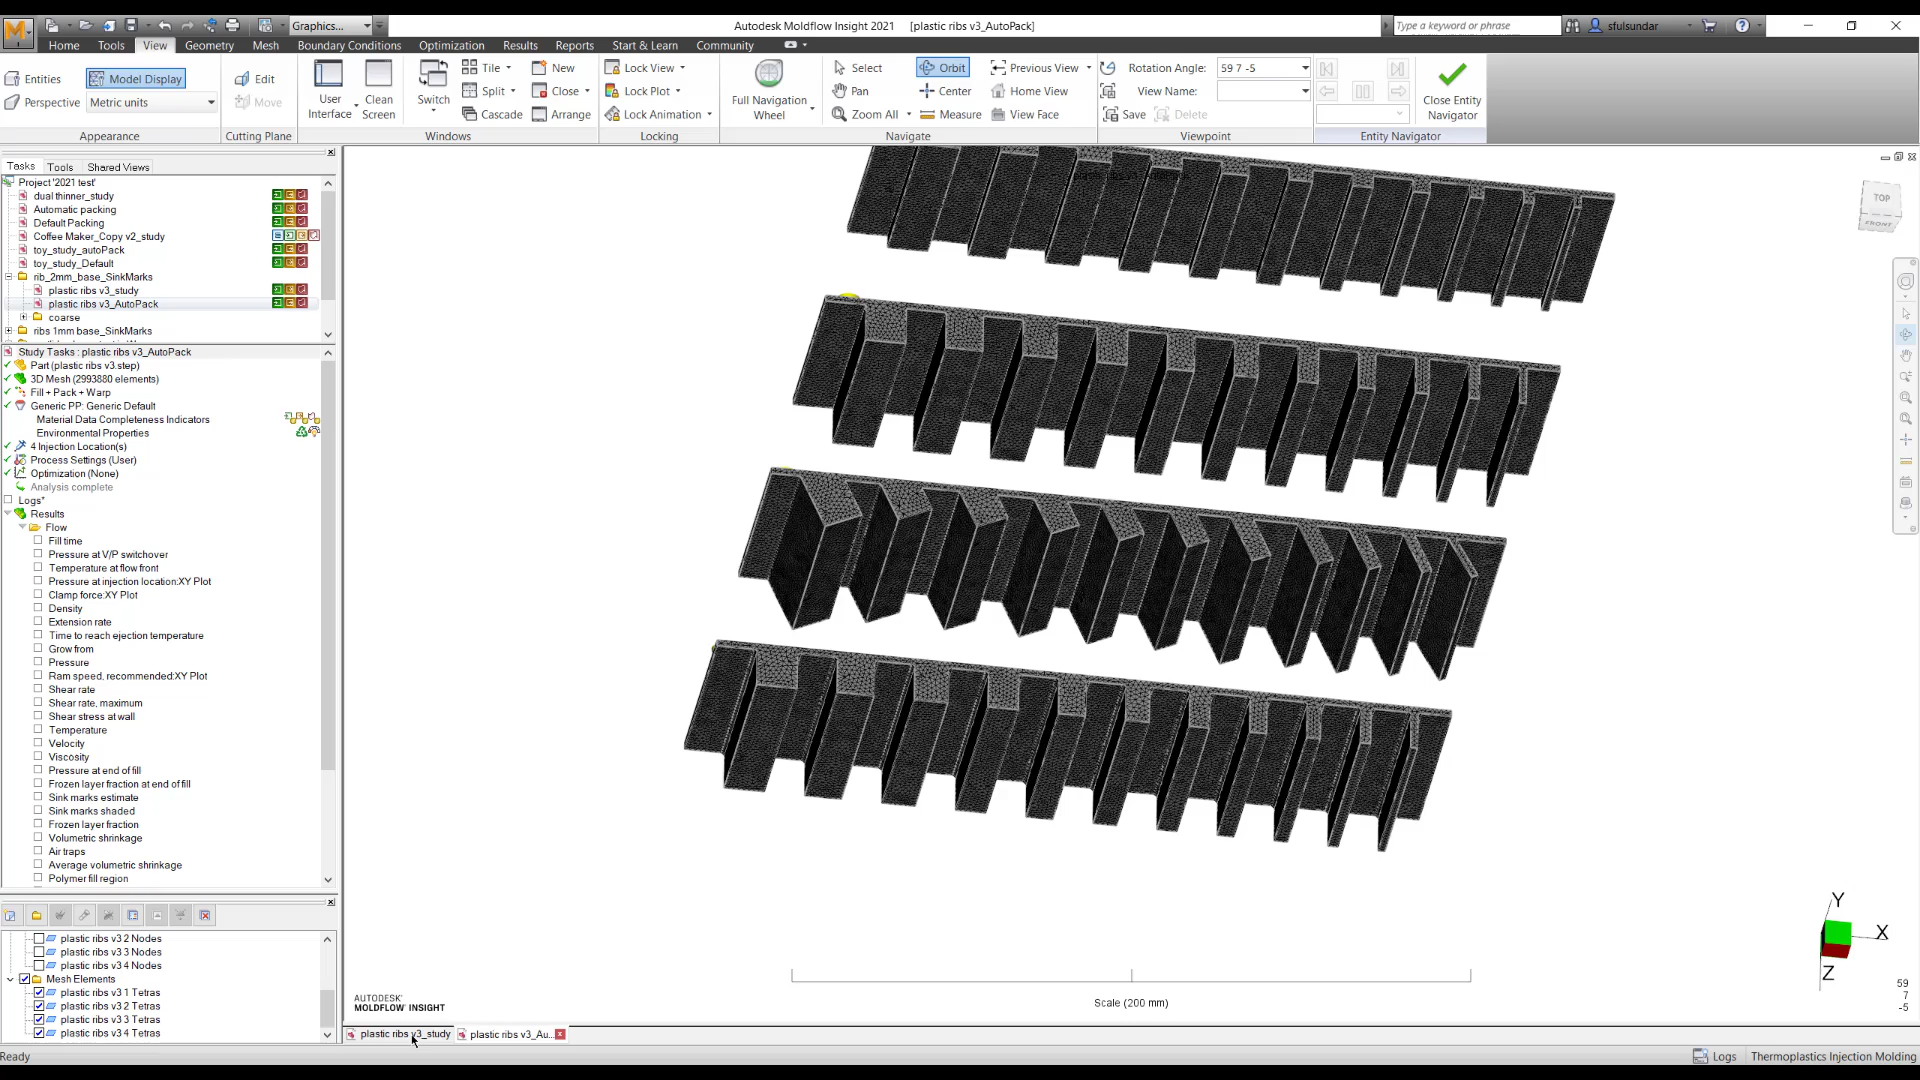 Graphics...
Autodesk Moldflow Insight 2021 [plastic ribs v3_AutoPack]
Type a keyword or phrase
sfulsundar
Home Tools View Geometry Mesh Boundary Conditions Optimization Results Reports Start & Learn Community
Entities Model Display
Perspective Metric units
Appearance
Edit
Move
Cutting Plane
User Interface
Clean Screen
Switch
Tile New
Split Close
Cascade Arrange
Windows
Lock View
Lock Plot
Lock Animation
Locking
Full Navigation Wheel
Select Orbit Previous View
Pan Center Home View
Zoom All Measure View Face
Navigate
Rotation Angle: 59 7 -5
View Name:
Save Delete
Viewpoint
Close Entity Navigator
Entity Navigator
Tasks Tools Shared Views
Project '2021 test'
dual thinner_study
Automatic packing
Default Packing
Coffee Maker_Copy v2_study
toy_study_autoPack
toy_study_Default
rib_2mm_base_SinkMarks
plastic ribs v3_study
plastic ribs v3_AutoPack
coarse
ribs 1mm base_SinkMarks
Study Tasks : plastic ribs v3_AutoPack
Part (plastic ribs v3.step)
3D Mesh (2993880 elements)
Fill + Pack + Warp
Generic PP: Generic Default
Material Data Completeness Indicators
Environmental Properties
4 Injection Location(s)
Process Settings (User)
Optimization (None)
Analysis complete
Logs*
Results
Flow
Fill time
Pressure at V/P switchover
Temperature at flow front
Pressure at injection location:XY Plot
Clamp force:XY Plot
Density
Extension rate
Time to reach ejection temperature
Grow from
Pressure
Ram speed, recommended:XY Plot
Shear rate
Shear rate, maximum
Shear stress at wall
Temperature
Velocity
Viscosity
Pressure at end of fill
Frozen layer fraction at end of fill
Sink marks estimate
Sink marks shaded
Frozen layer fraction
Volumetric shrinkage
Air traps
Average volumetric shrinkage
Polymer fill region
plastic ribs v3 2 Nodes
plastic ribs v3 3 Nodes
plastic ribs v3 4 Nodes
Mesh Elements
plastic ribs v3 1 Tetras
plastic ribs v3 2 Tetras
plastic ribs v3 3 Tetras
plastic ribs v3 4 Tetras
TOP
FRONT
Y
X
Z
59
7
-5
Scale (200 mm)
AUTODESK'
MOLDFLOW' INSIGHT
plastic ribs v3_study plastic ribs v3_Au...
Ready
Logs Thermoplastics Injection Molding